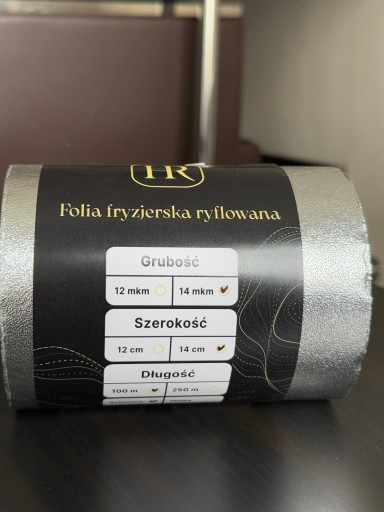 HR
Folia fryzjerska ryflowana
Grubość
12 mkm 14 mkm
Szerokość
12 cm 14 cm
Długość
100 m 250 m